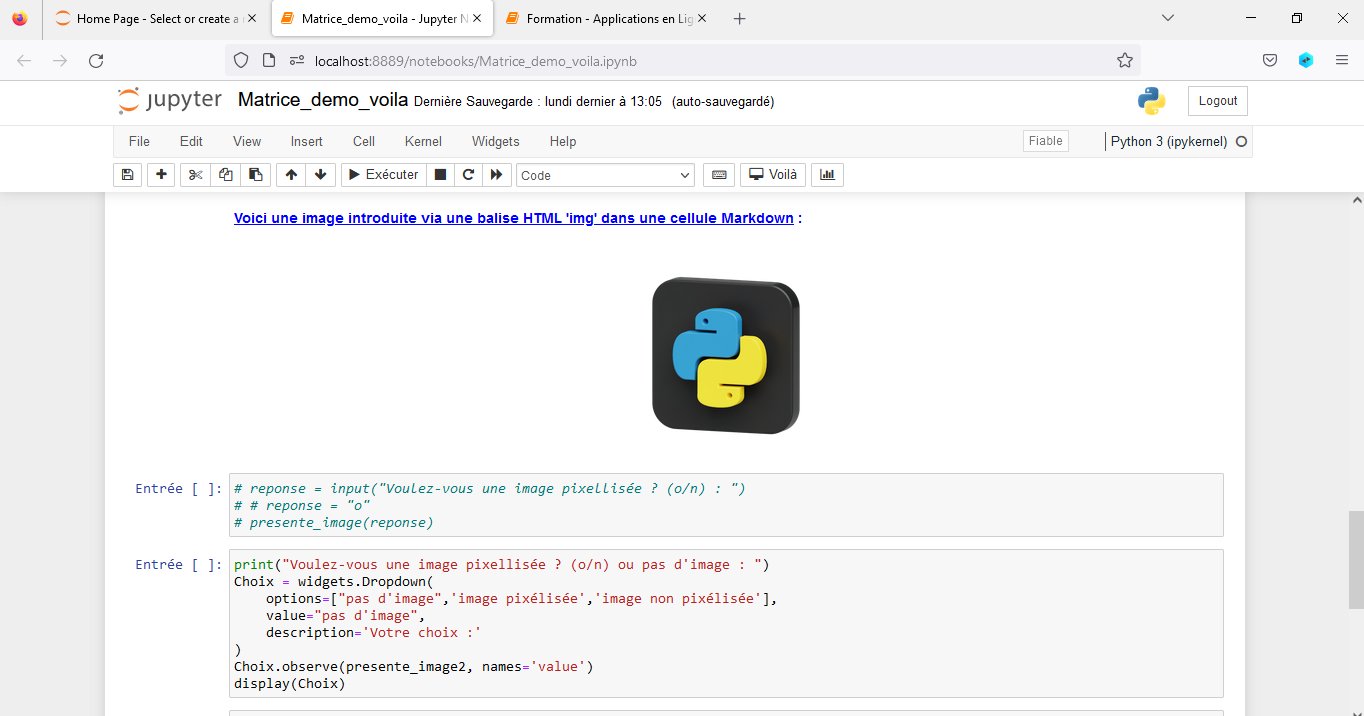 Home Page - Select or create a
Matrice_demo_voila - Jupyter N
Formation - Applications en Lig
localhost:8889/notebooks/Matrice_demo_voila.ipynb
jupyter Matrice_demo_voila Dernière Sauvegarde : lundi dernier à 13:05 (auto-sauvegardé)
Logout
File Edit View Insert Cell Kernel Widgets Help
Fiable
Python 3 (ipykernel)
Exécuter
Code
Voilà
Voici une image introduite via une balise HTML 'img' dans une cellule Markdown :
Entrée [ ]: # reponse = input("Voulez-vous une image pixellisée ? (o/n) : ")
# # reponse = "o"
# presente_image(reponse)
Entrée [ ]: print("Voulez-vous une image pixellisée ? (o/n) ou pas d'image : ")
Choix = widgets.Dropdown(
    options=["pas d'image",'image pixélisée','image non pixélisée'],
    value="pas d'image",
    description='Votre choix :'
)
Choix.observe(presente_image2, names='value')
display(Choix)